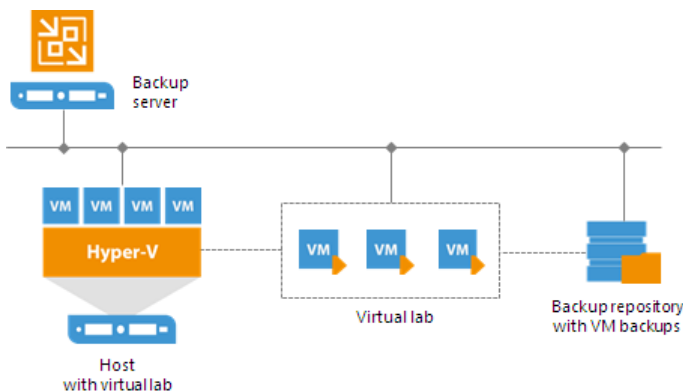 Backup
server
VM VM VM VM
Hyper-V
VM VM VM
Virtual lab
Backup repository
with VM backups
Host
with virtual lab